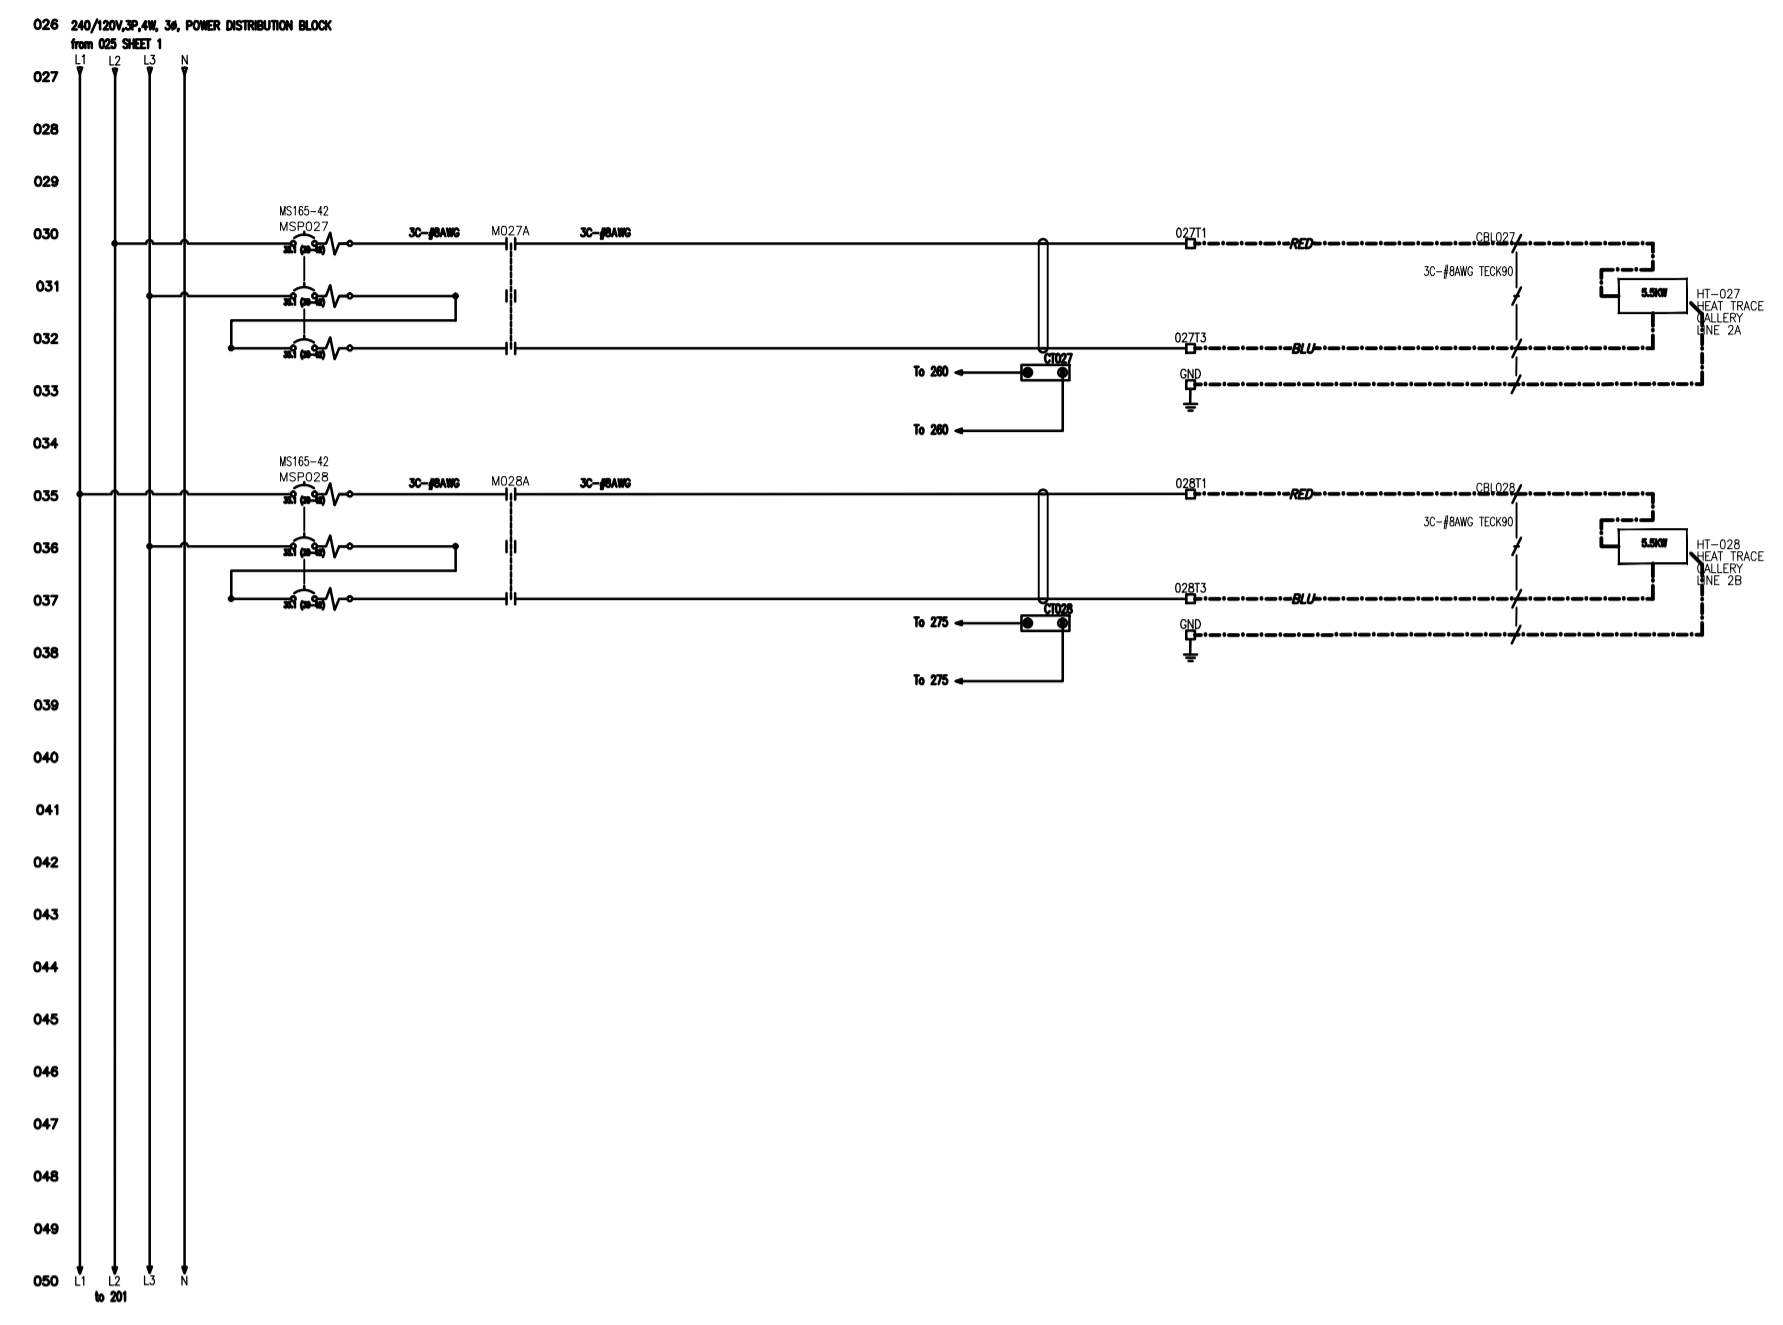 026 240/120V,3P,4W, 3ø, POWER DISTRIBUTION BLOCK
from 025 SHEET 1
L1 L2 L3 N
027
028
029
MS165-42
MSP027
030 3C-#8AWG M027A 3C-#8AWG 027T1 RED CBL027
3C-#8AWG TECK90
031 5.5KW HT-027
HEAT TRACE
GALLERY
LINE 2A
032 027T3 BLU
CT027
To 260 GND
033
To 260
034
MS165-42
MSP028
035 3C-#8AWG M028A 3C-#8AWG 028T1 RED CBL028
3C-#8AWG TECK90
036 5.5KW HT-028
HEAT TRACE
GALLERY
LINE 2B
037 028T3 BLU
CT028
To 275 GND
038
To 275
039
040
041
042
043
044
045
046
047
048
049
050 L1 L2 L3 N
to 201